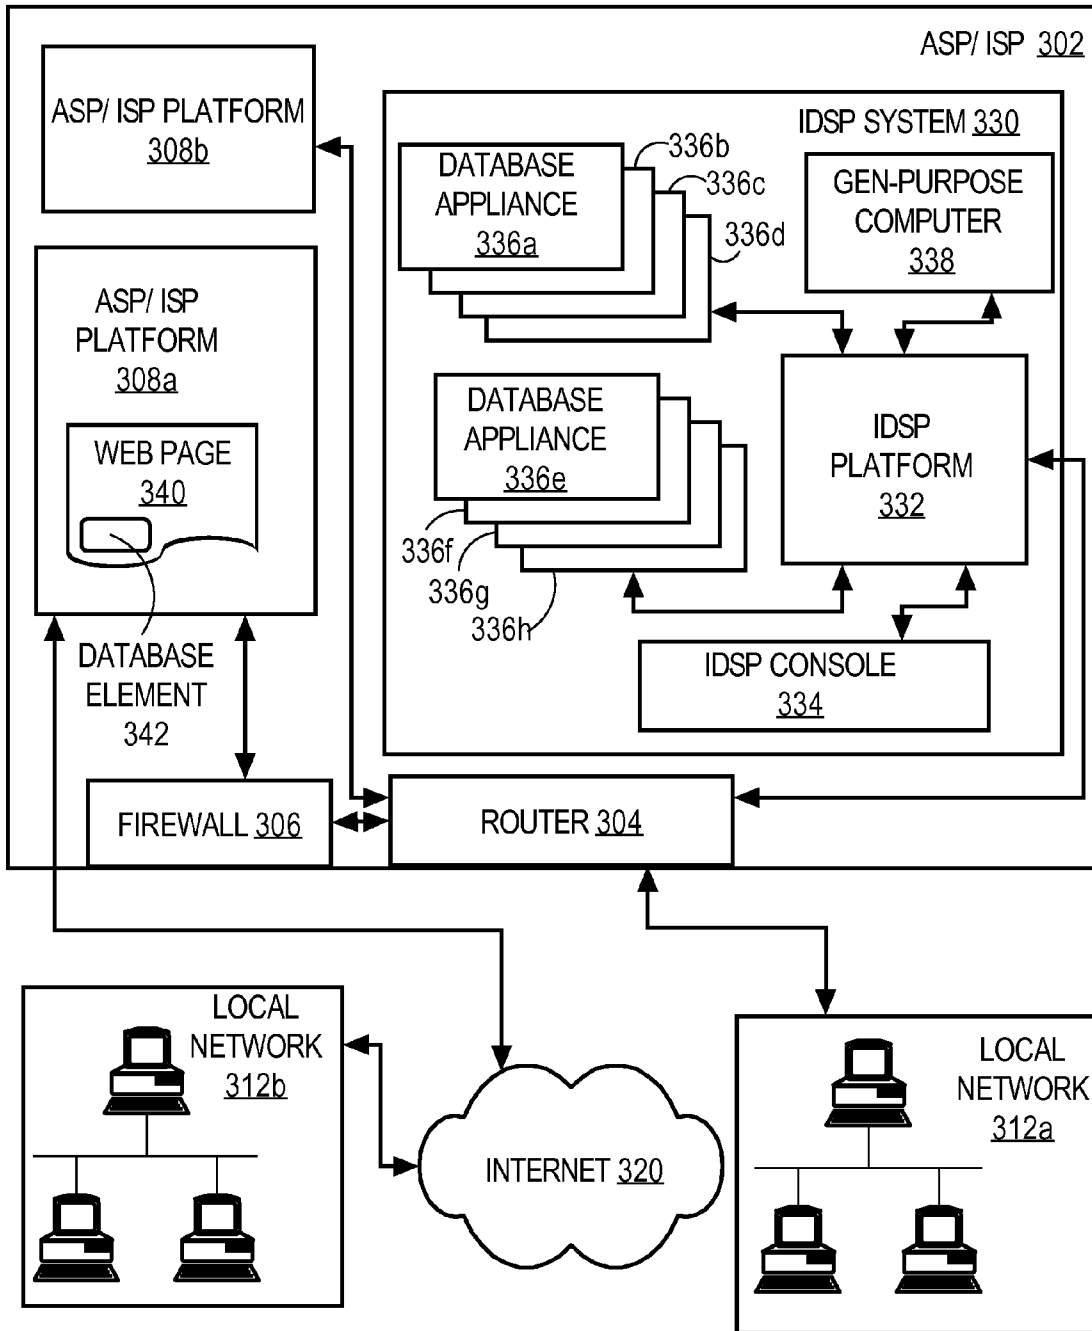 ASP/ ISP 302
ASP/ ISP PLATFORM
308b
IDSP SYSTEM 330
DATABASE
APPLIANCE
336a
336b
336c
336d
GEN-PURPOSE
COMPUTER
338
ASP/ ISP
PLATFORM
308a
WEB PAGE
340
DATABASE
APPLIANCE
336e
336f
336g
336h
IDSP
PLATFORM
332
DATABASE
ELEMENT
342
IDSP CONSOLE
334
FIREWALL 306
ROUTER 304
LOCAL
NETWORK
312b
INTERNET 320
LOCAL
NETWORK
312a